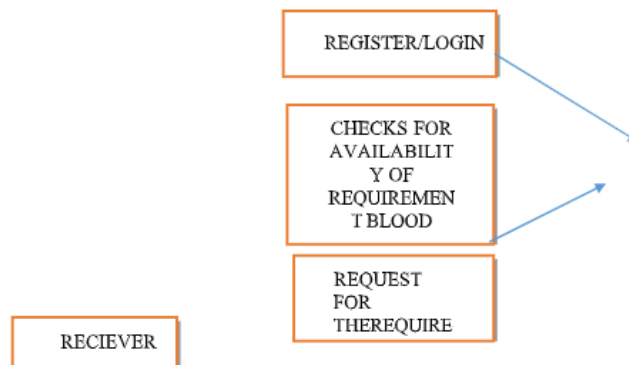 REGISTER/LOGIN
CHECKS FOR
AVAILABILIT
Y OF
REQUIREMEN
T BLOOD
REQUEST
FOR
THEREQUIRE
RECIEVER